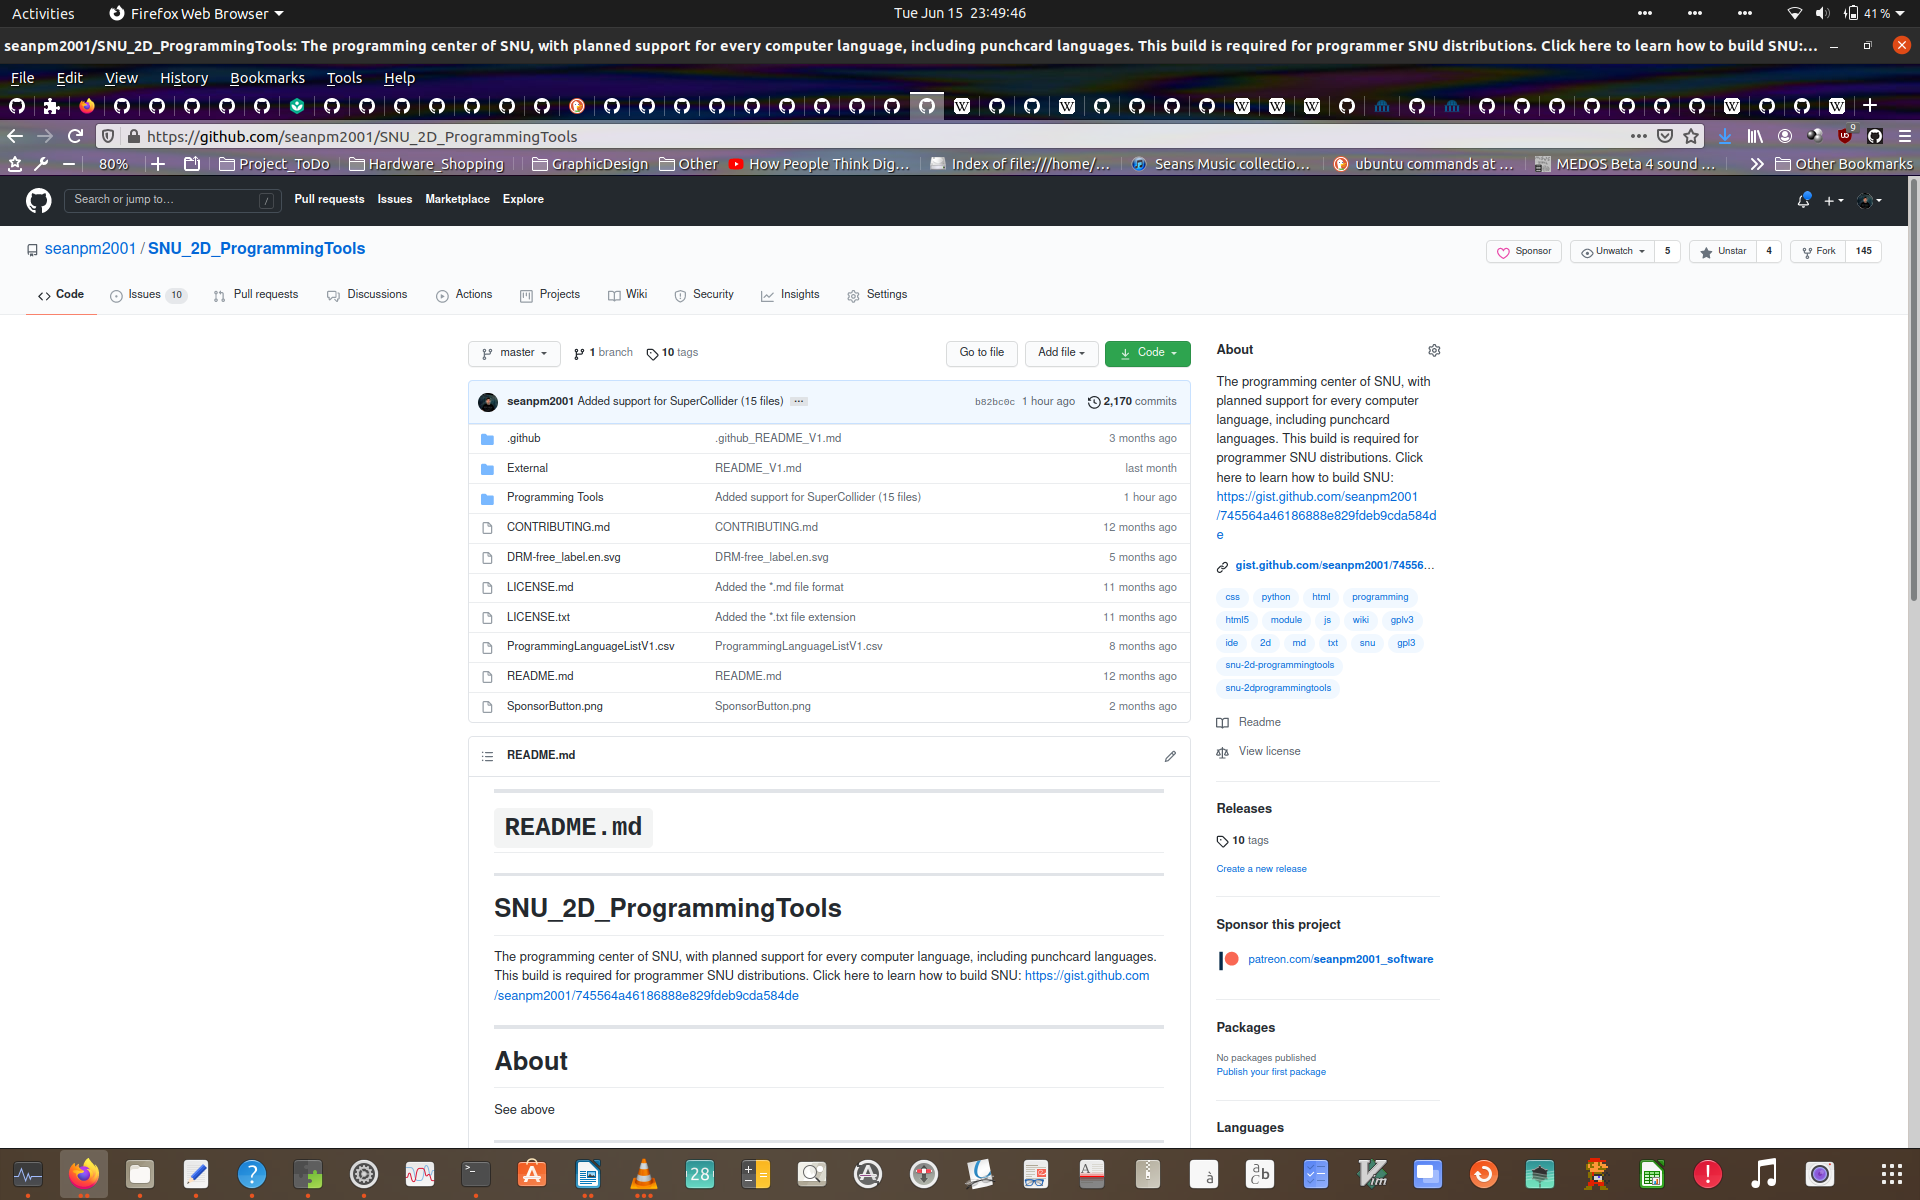 Activities Firefox Web Browser Tue Jun 15 23:49:46 41 %
seanpm2001/SNU_2D_ProgrammingTools: The programming center of SNU, with planned support for every computer language, including punchcard languages. This build is required for programmer SNU distributions. Click here to learn how to build SNU:...
File Edit View History Bookmarks Tools Help
https://github.com/seanpm2001/SNU_2D_ProgrammingTools 9
80% Project_ToDo Hardware_Shopping GraphicDesign Other How People Think Dig… Index of file:///home/… Seans Music collectio… ubuntu commands at … MEDOS Beta 4 sound … Other Bookmarks
Search or jump to… / Pull requests Issues Marketplace Explore
seanpm2001 / SNU_2D_ProgrammingTools
Sponsor Unwatch 5 Unstar 4 Fork 145
Code Issues 10 Pull requests Discussions Actions Projects Wiki Security Insights Settings
master 1 branch 10 tags Go to file Add file Code
seanpm2001 Added support for SuperCollider (15 files) … b82bc0c 1 hour ago 2,170 commits
.github .github_README_V1.md 3 months ago
External README_V1.md last month
Programming Tools Added support for SuperCollider (15 files) 1 hour ago
CONTRIBUTING.md CONTRIBUTING.md 12 months ago
DRM-free_label.en.svg DRM-free_label.en.svg 5 months ago
LICENSE.md Added the *.md file format 11 months ago
LICENSE.txt Added the *.txt file extension 11 months ago
ProgrammingLanguageListV1.csv ProgrammingLanguageListV1.csv 8 months ago
README.md README.md 12 months ago
SponsorButton.png SponsorButton.png 2 months ago
README.md
README.md
SNU_2D_ProgrammingTools
The programming center of SNU, with planned support for every computer language, including punchcard languages.
This build is required for programmer SNU distributions. Click here to learn how to build SNU: https://gist.github.com
/seanpm2001/745564a46186888e829fdeb9cda584de
About
See above
About
The programming center of SNU, with
planned support for every computer
language, including punchcard
languages. This build is required for
programmer SNU distributions. Click
here to learn how to build SNU:
https://gist.github.com/seanpm2001
/745564a46186888e829fdeb9cda584d
e
gist.github.com/seanpm2001/74556…
css python html programming
html5 module js wiki gplv3
ide 2d md txt snu gpl3
snu-2d-programmingtools
snu-2dprogrammingtools
Readme
View license
Releases
10 tags
Create a new release
Sponsor this project
patreon.com/seanpm2001_software
Packages
No packages published
Publish your first package
Languages
28